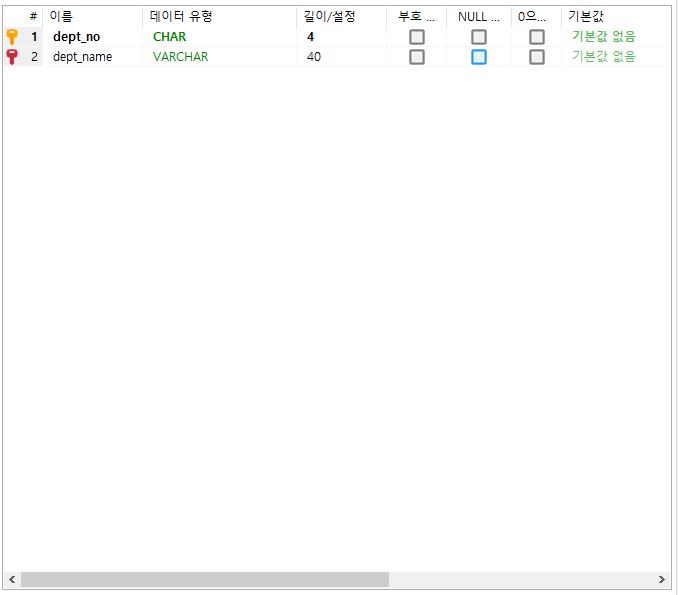 # 이름 데이터 유형 길이/설정 부호 ... NULL ... 0으... 기본값
1 dept_no CHAR 4 기본값 없음
2 dept_name VARCHAR 40 기본값 없음